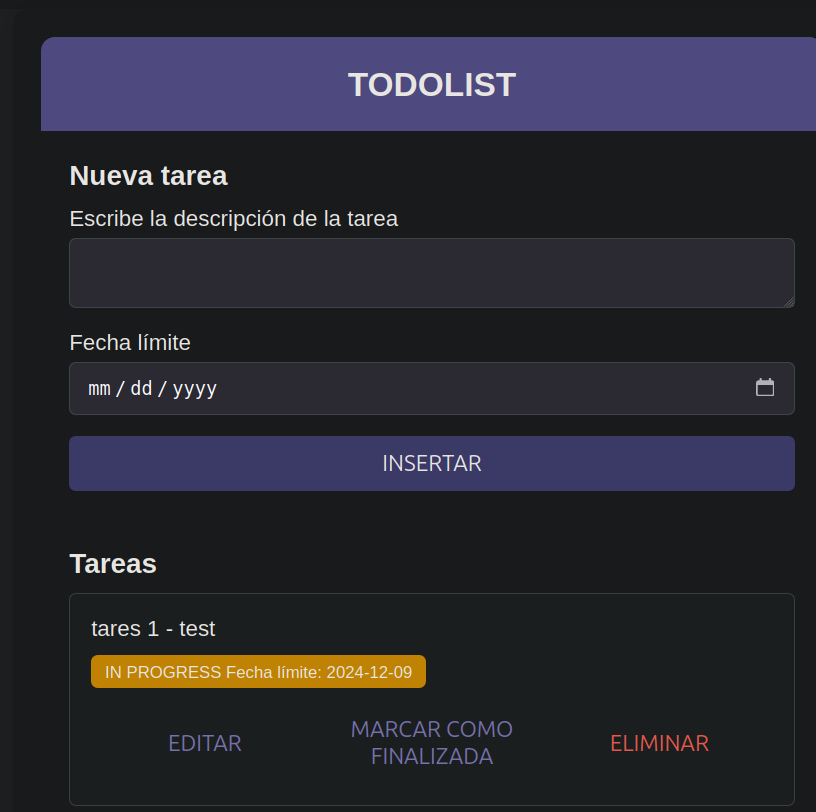 TODOLIST
Nueva tarea
Escribe la descripción de la tarea
Fecha límite
mm / dd / yyyy
INSERTAR
Tareas
tares 1 - test
IN PROGRESS Fecha límite: 2024-12-09
EDITAR
MARCAR COMO
FINALIZADA
ELIMINAR